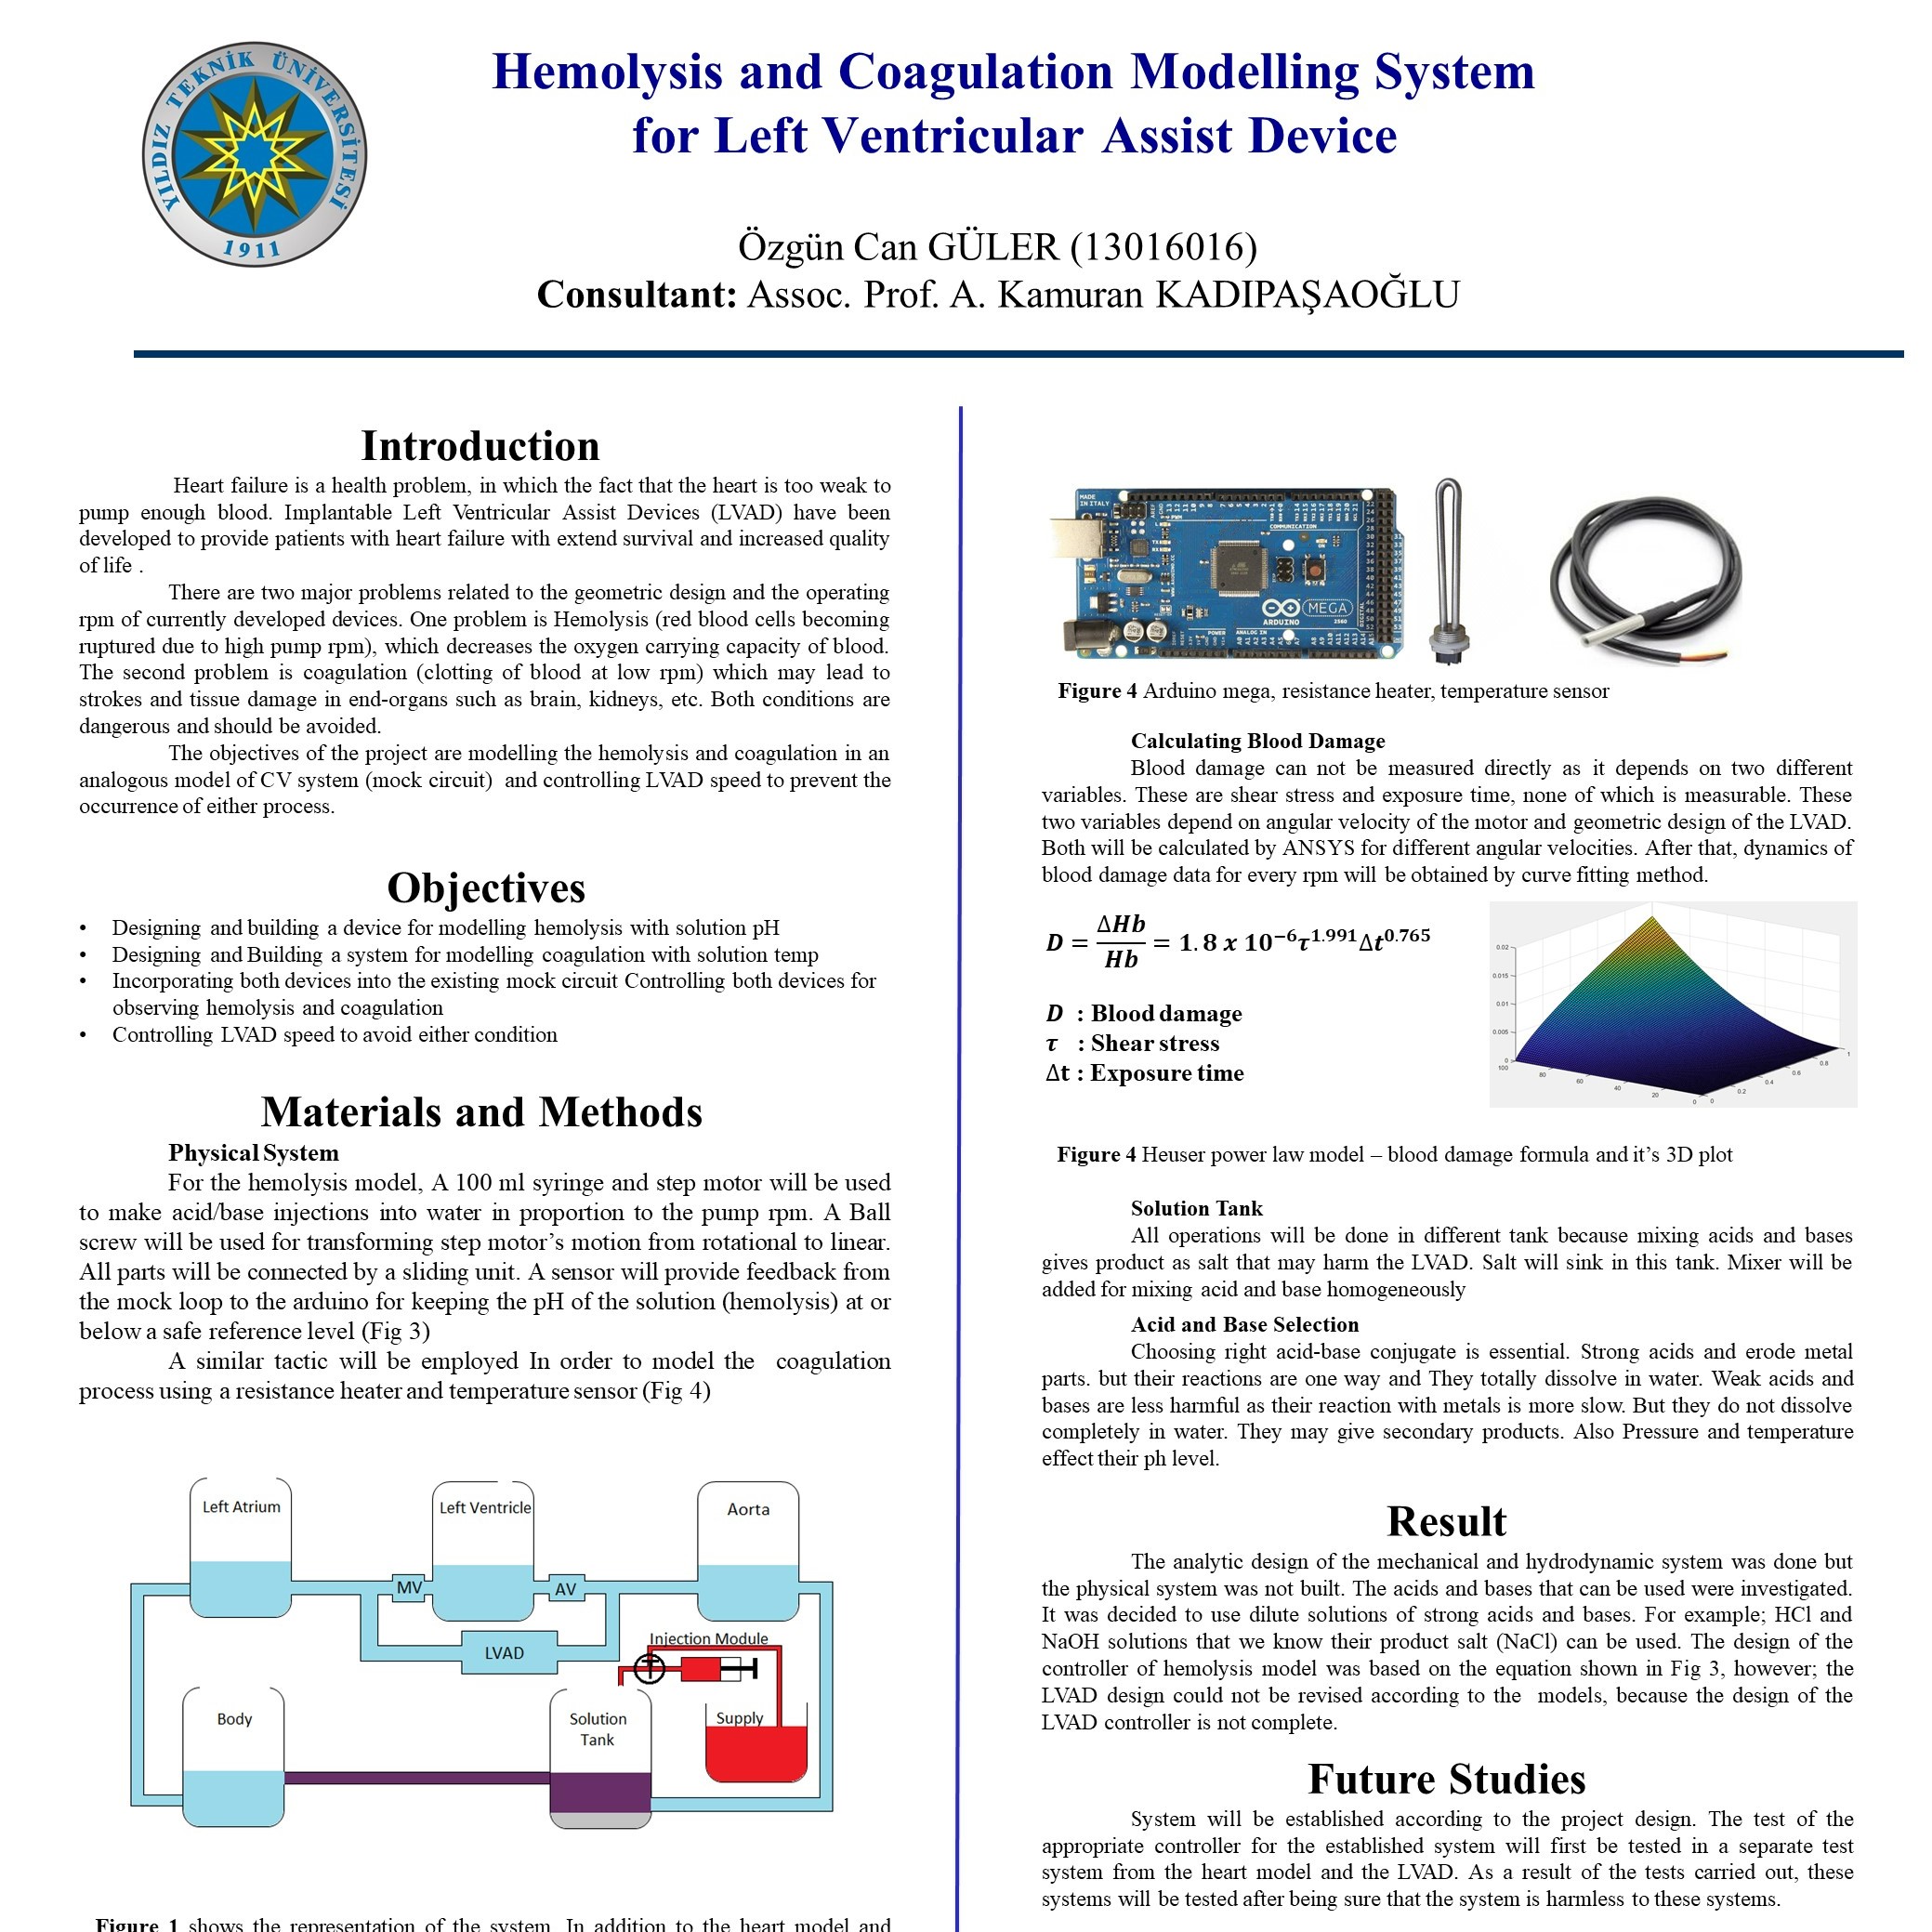 YILDIZ TEKNİK ÜNİVERSİTESİ
1911
Hemolysis and Coagulation Modelling System
for Left Ventricular Assist Device
Özgün Can GÜLER (13016016)
Consultant: Assoc. Prof. A. Kamuran KADIPAŞAOĞLU
Introduction
Heart failure is a health problem, in which the fact that the heart is too weak to
pump enough blood. Implantable Left Ventricular Assist Devices (LVAD) have been
developed to provide patients with heart failure with extend survival and increased quality
of life .
There are two major problems related to the geometric design and the operating
rpm of currently developed devices. One problem is Hemolysis (red blood cells becoming
ruptured due to high pump rpm), which decreases the oxygen carrying capacity of blood.
The second problem is coagulation (clotting of blood at low rpm) which may lead to
strokes and tissue damage in end-organs such as brain, kidneys, etc. Both conditions are
dangerous and should be avoided.
The objectives of the project are modelling the hemolysis and coagulation in an
analogous model of CV system (mock circuit) and controlling LVAD speed to prevent the
occurrence of either process.
Objectives
• Designing and building a device for modelling hemolysis with solution pH
• Designing and Building a system for modelling coagulation with solution temp
• Incorporating both devices into the existing mock circuit Controlling both devices for
observing hemolysis and coagulation
• Controlling LVAD speed to avoid either condition
Materials and Methods
Physical System
For the hemolysis model, A 100 ml syringe and step motor will be used
to make acid/base injections into water in proportion to the pump rpm. A Ball
screw will be used for transforming step motor’s motion from rotational to linear.
All parts will be connected by a sliding unit. A sensor will provide feedback from
the mock loop to the arduino for keeping the pH of the solution (hemolysis) at or
below a safe reference level (Fig 3)
A similar tactic will be employed In order to model the coagulation
process using a resistance heater and temperature sensor (Fig 4)
Left Atrium
Left Ventricle
Aorta
MV
AV
LVAD
Injection Module
Body
Solution
Tank
Supply
Figure 1 shows the representation of the system. In addition to the heart model and
MADE
IN ITALY
COMMUNICATION
MEGA
2560
ARDUINO
POWER
ANALOG IN
Figure 4 Arduino mega, resistance heater, temperature sensor
Calculating Blood Damage
Blood damage can not be measured directly as it depends on two different
variables. These are shear stress and exposure time, none of which is measurable. These
two variables depend on angular velocity of the motor and geometric design of the LVAD.
Both will be calculated by ANSYS for different angular velocities. After that, dynamics of
blood damage data for every rpm will be obtained by curve fitting method.
D = ΔHb/Hb = 1.8 x 10^−6 τ^1.991 Δt^0.765
D : Blood damage
τ : Shear stress
Δt : Exposure time
0.02
0.015
0.01
0.005
0
100
80
60
40
20
0
0
0.2
0.4
0.6
0.8
1
Figure 4 Heuser power law model – blood damage formula and it’s 3D plot
Solution Tank
All operations will be done in different tank because mixing acids and bases
gives product as salt that may harm the LVAD. Salt will sink in this tank. Mixer will be
added for mixing acid and base homogeneously
Acid and Base Selection
Choosing right acid-base conjugate is essential. Strong acids and erode metal
parts. but their reactions are one way and They totally dissolve in water. Weak acids and
bases are less harmful as their reaction with metals is more slow. But they do not dissolve
completely in water. They may give secondary products. Also Pressure and temperature
effect their ph level.
Result
The analytic design of the mechanical and hydrodynamic system was done but
the physical system was not built. The acids and bases that can be used were investigated.
It was decided to use dilute solutions of strong acids and bases. For example; HCl and
NaOH solutions that we know their product salt (NaCl) can be used. The design of the
controller of hemolysis model was based on the equation shown in Fig 3, however; the
LVAD design could not be revised according to the models, because the design of the
LVAD controller is not complete.
Future Studies
System will be established according to the project design. The test of the
appropriate controller for the established system will first be tested in a separate test
system from the heart model and the LVAD. As a result of the tests carried out, these
systems will be tested after being sure that the system is harmless to these systems.